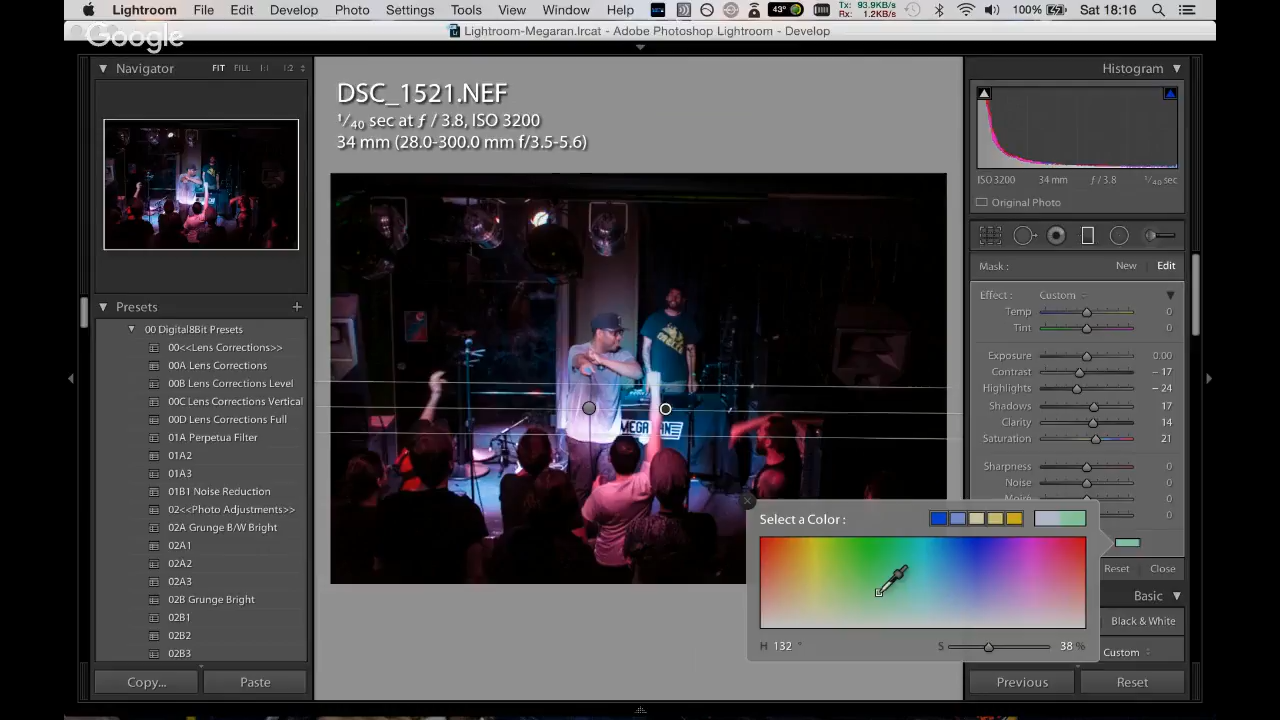 Lightroom File Edit Develop Photo Settings Tools View Window Help 43° Tx: 93.9KB/s Rx: 1.2KB/s 100% Sat 18:16
Google
Lightroom-Megaran.lrcat - Adobe Photoshop Lightroom - Develop
Navigator FIT FILL 1:1 1:2
Histogram
DSC_1521.NEF
1/40 sec at ƒ / 3.8, ISO 3200
34 mm (28.0-300.0 mm f/3.5-5.6)
ISO 3200 34 mm ƒ / 3.8 1/40 sec
Original Photo
Mask : New Edit
Effect : Custom
Temp 0
Tint 0
Exposure 0.00
Contrast – 17
Highlights – 24
Shadows 17
Clarity 14
Saturation 21
Sharpness 0
Noise 0
Moiré 0
0
Reset Close
Basic
Black & White
Custom
Previous Reset
Presets +
00 Digital8Bit Presets
00<<Lens Corrections>>
00A Lens Corrections
00B Lens Corrections Level
00C Lens Corrections Vertical
00D Lens Corrections Full
01A Perpetua Filter
01A2
01A3
01B1 Noise Reduction
02<<Photo Adjustments>>
02A Grunge B/W Bright
02A1
02A2
02A3
02B Grunge Bright
02B1
02B2
02B3
Copy... Paste
MEGA RAN
Select a Color :
H 132 ° S 38 %